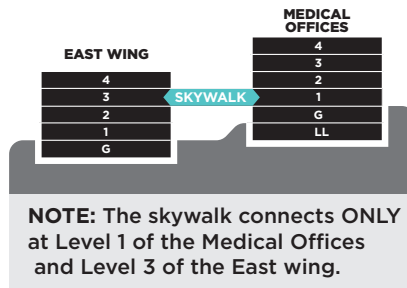 MEDICAL
OFFICES
4
3
2
1
G
LL
EAST WING
4
3
2
1
G
SKYWALK
NOTE: The skywalk connects ONLY
at Level 1 of the Medical Offices
and Level 3 of the East wing.